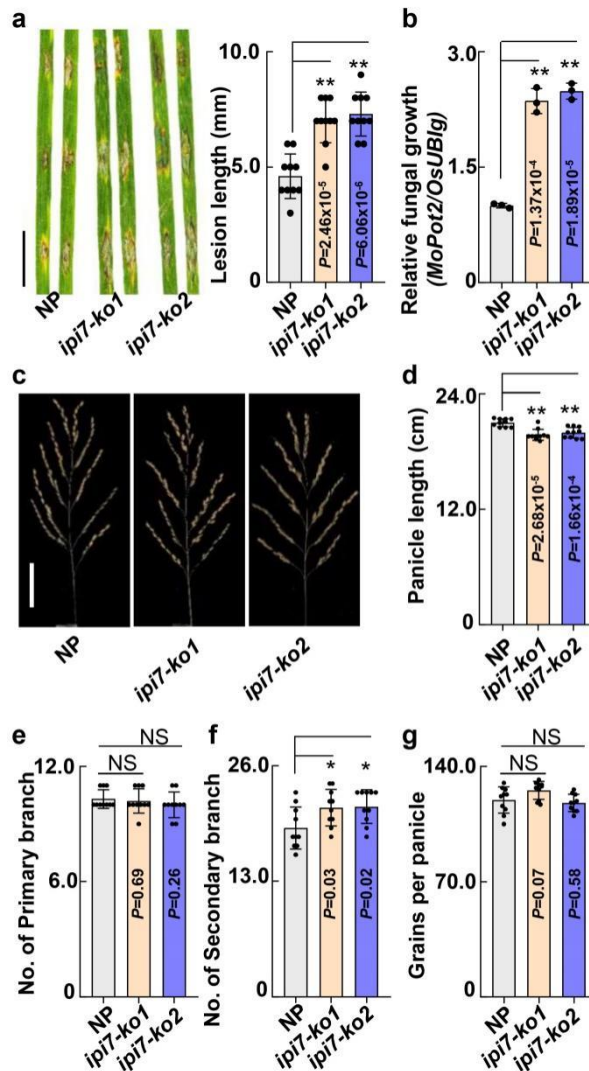 a
NP
ipi7-ko1
ipi7-ko2
Lesion length (mm)
10.0
5.0
0
**
**
P=2.46x10-5
P=6.06x10-6
NP
ipi7-ko1
ipi7-ko2
b
Relative fungal growth
(MoPot2/OsUBIg)
3.0
1.5
0
**
**
P=1.37x10-4
P=1.89x10-5
NP
ipi7-ko1
ipi7-ko2
c
NP
ipi7-ko1
ipi7-ko2
d
Panicle length (cm)
24.0
12.0
0
**
**
P=2.68x10-5
P=1.66x10-4
NP
ipi7-ko1
ipi7-ko2
e
No. of Primary branch
12.0
6.0
0
NS
NS
P=0.69
P=0.26
NP
ipi7-ko1
ipi7-ko2
f
No. of Secondary branch
26.0
13.0
0
*
*
P=0.03
P=0.02
NP
ipi7-ko1
ipi7-ko2
g
Grains per panicle
140.0
70.0
0
NS
NS
P=0.07
P=0.58
NP
ipi7-ko1
ipi7-ko2